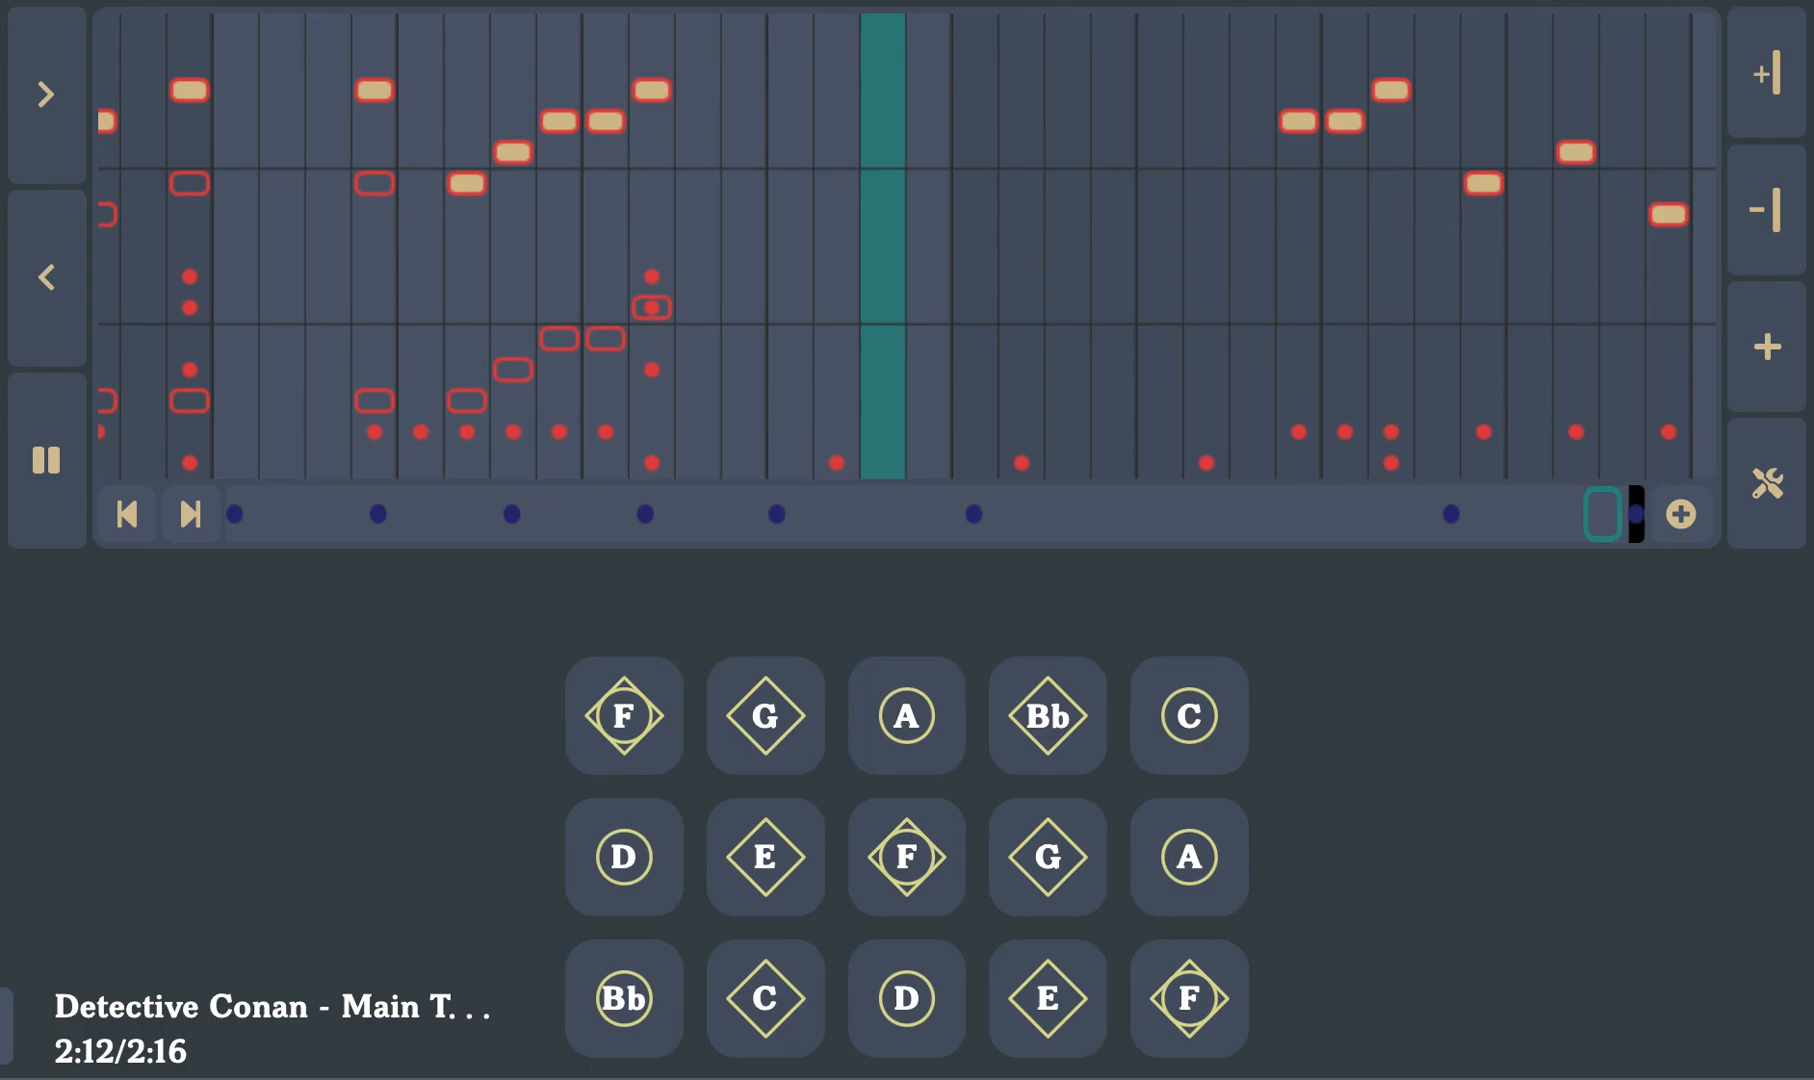 F G A Bb C
D E F G A
Bb C D E F
Detective Conan - Main T. . .
2:12/2:16